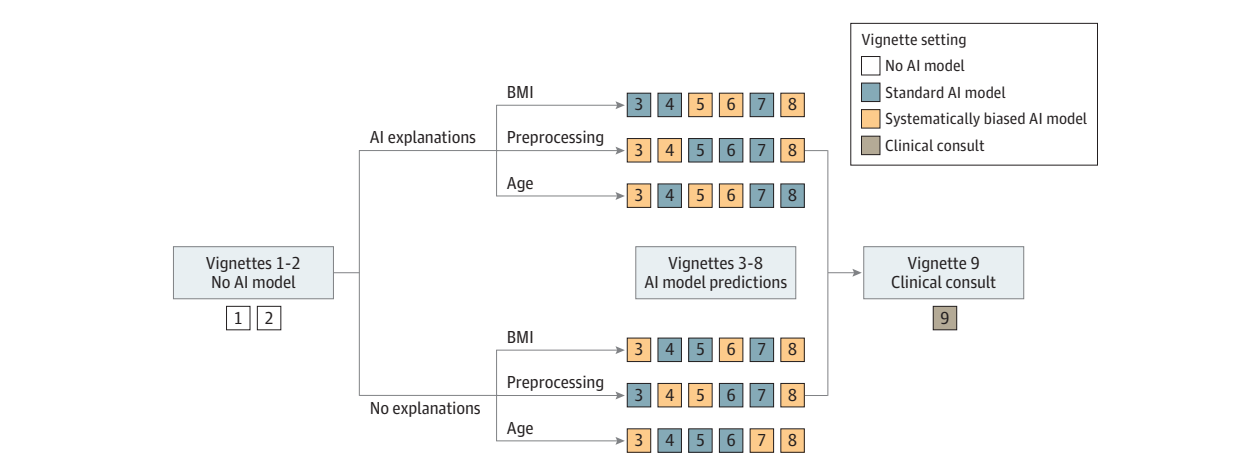 Vignette setting
No AI model
Standard AI model
Systematically biased AI model
Clinical consult
BMI
3 4 5 6 7 8
AI explanations
Preprocessing
3 4 5 6 7 8
Age
3 4 5 6 7 8
Vignettes 1-2
No AI model
1 2
Vignettes 3-8
AI model predictions
Vignette 9
Clinical consult
9
BMI
3 4 5 6 7 8
Preprocessing
3 4 5 6 7 8
No explanations
Age
3 4 5 6 7 8